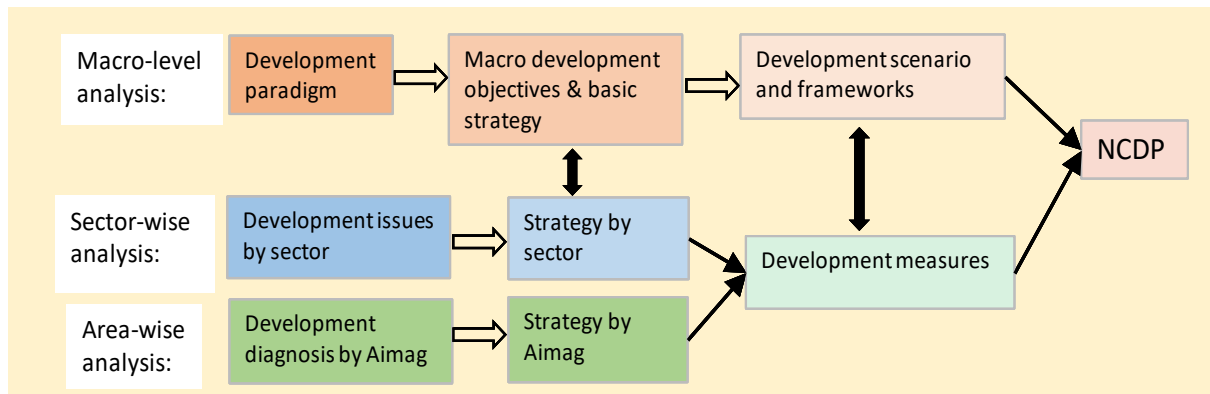 Macro-level
analysis:
Development
paradigm
Macro development
objectives & basic
strategy
Development scenario
and frameworks
NCDP
Sector-wise
analysis:
Development issues
by sector
Strategy by
sector
Development measures
Area-wise
analysis:
Development
diagnosis by Aimag
Strategy by
Aimag